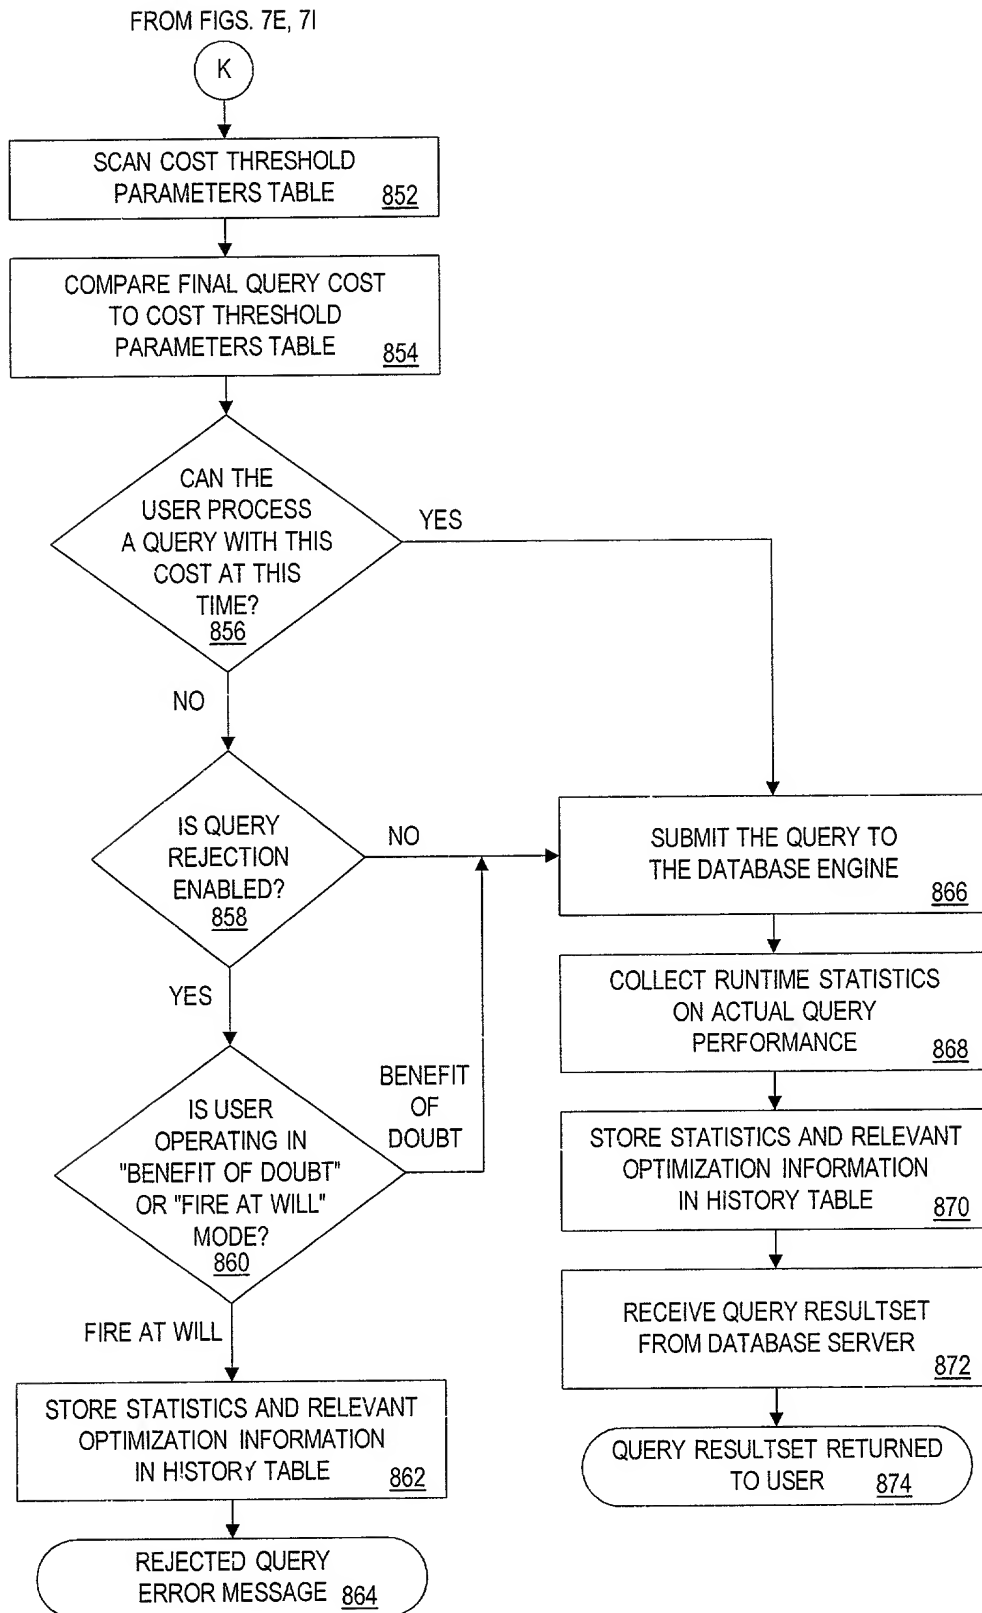 FROM FIGS. 7E, 7I
K
SCAN COST THRESHOLD
PARAMETERS TABLE
852
COMPARE FINAL QUERY COST
TO COST THRESHOLD
PARAMETERS TABLE
854
CAN THE
USER PROCESS
A QUERY WITH THIS
COST AT THIS
TIME?
856
YES
NO
IS QUERY
REJECTION
ENABLED?
858
NO
YES
IS USER
OPERATING IN
"BENEFIT OF DOUBT"
OR "FIRE AT WILL"
MODE?
860
BENEFIT
OF
DOUBT
FIRE AT WILL
STORE STATISTICS AND RELEVANT
OPTIMIZATION INFORMATION
IN HISTORY TABLE
862
REJECTED QUERY
ERROR MESSAGE
864
SUBMIT THE QUERY TO
THE DATABASE ENGINE
866
COLLECT RUNTIME STATISTICS
ON ACTUAL QUERY
PERFORMANCE
868
STORE STATISTICS AND RELEVANT
OPTIMIZATION INFORMATION
IN HISTORY TABLE
870
RECEIVE QUERY RESULTSET
FROM DATABASE SERVER
872
QUERY RESULTSET RETURNED
TO USER
874